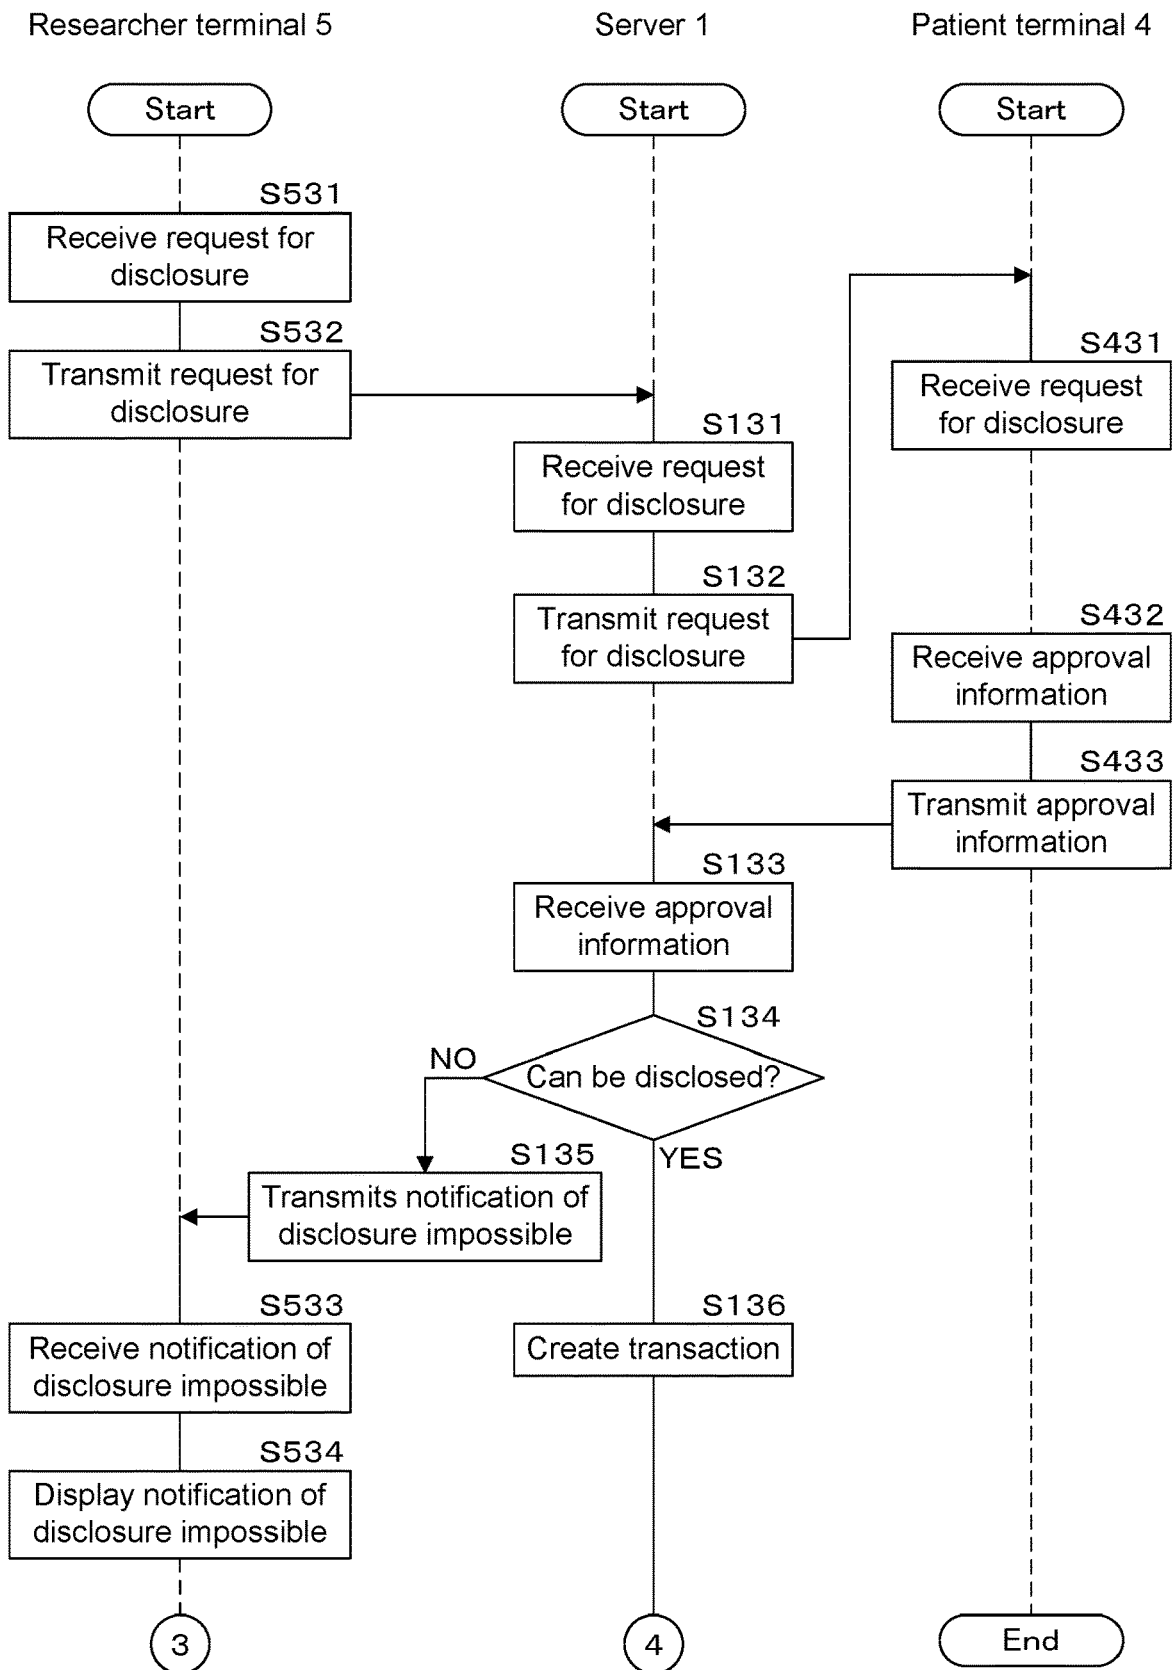 Researcher terminal 5
Server 1
Patient terminal 4
Start
Start
Start
S531
Receive request for
disclosure
S532
Transmit request for
disclosure
S431
Receive request
for disclosure
S131
Receive request
for disclosure
S132
Transmit request
for disclosure
S432
Receive approval
information
S433
Transmit approval
information
S133
Receive approval
information
S134
Can be disclosed?
NO
YES
S135
Transmits notification of
disclosure impossible
S533
Receive notification of
disclosure impossible
S136
Create transaction
S534
Display notification of
disclosure impossible
3
4
End